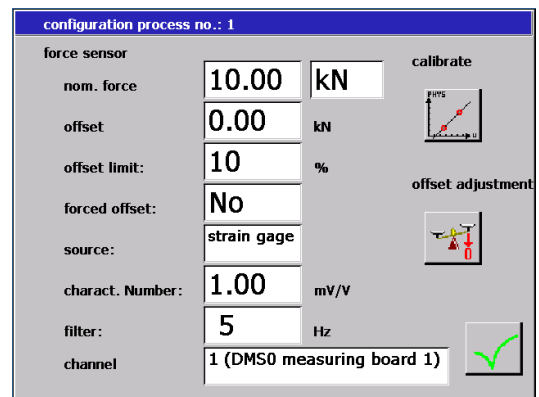 configuration process no.: 1
force sensor
calibrate
nom. force 10.00 kN
PHYS
U
offset 0.00 kN
offset limit: 10 %
offset adjustment
forced offset: No
0
source: strain gage
charact. Number: 1.00 mV/V
filter: 5 Hz
channel 1 (DMS0 measuring board 1)